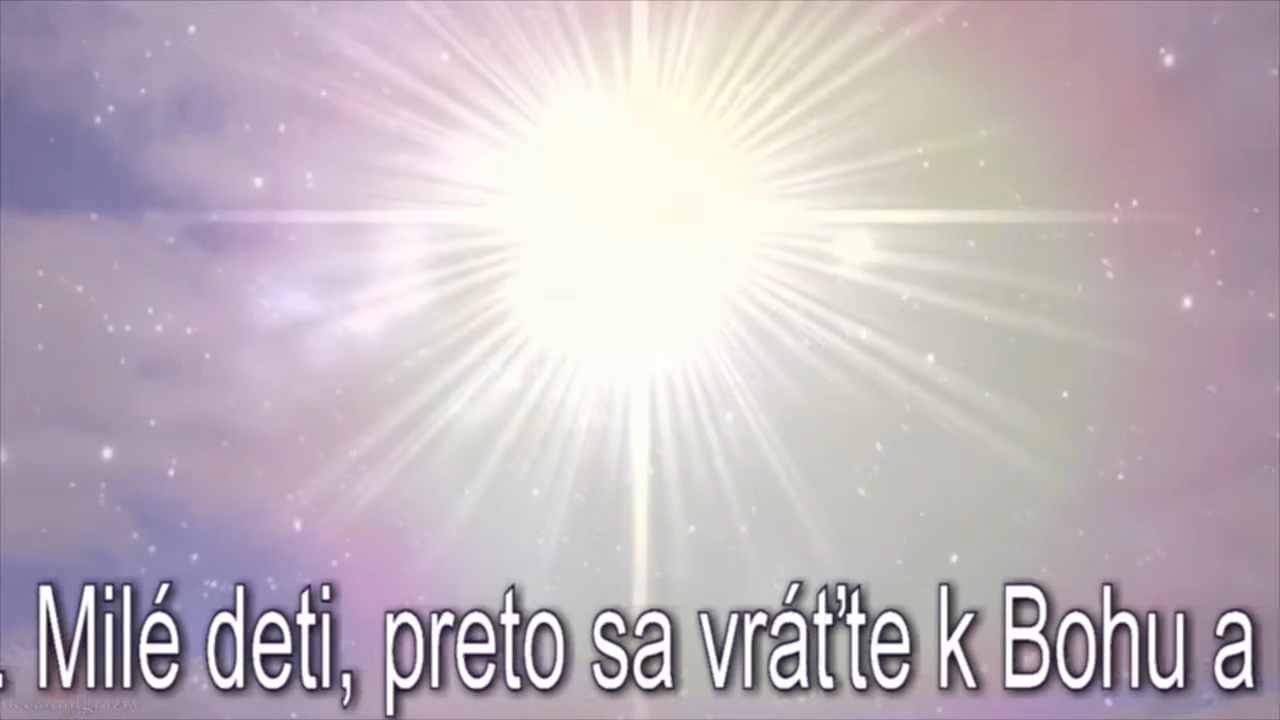 . Milé deti, preto sa vráťte k Bohu a